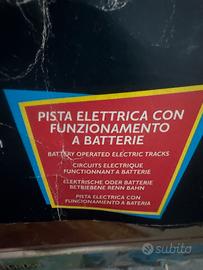 PISTA ELETTRICA CON
FUNZIONAMENTO
A BATTERIE
BATTERY OPERATED ELECTRIC TRACKS
CIRCUITS ELECTRIQUE
FUNCTIONNANT A BATTERIE
ELEKTRISCHE ODER BATTERIE
BETRIEBENE RENN BAHN
PISTA ELECTRICA CON
FUNCIONAMIENTO A BATERIA
subito